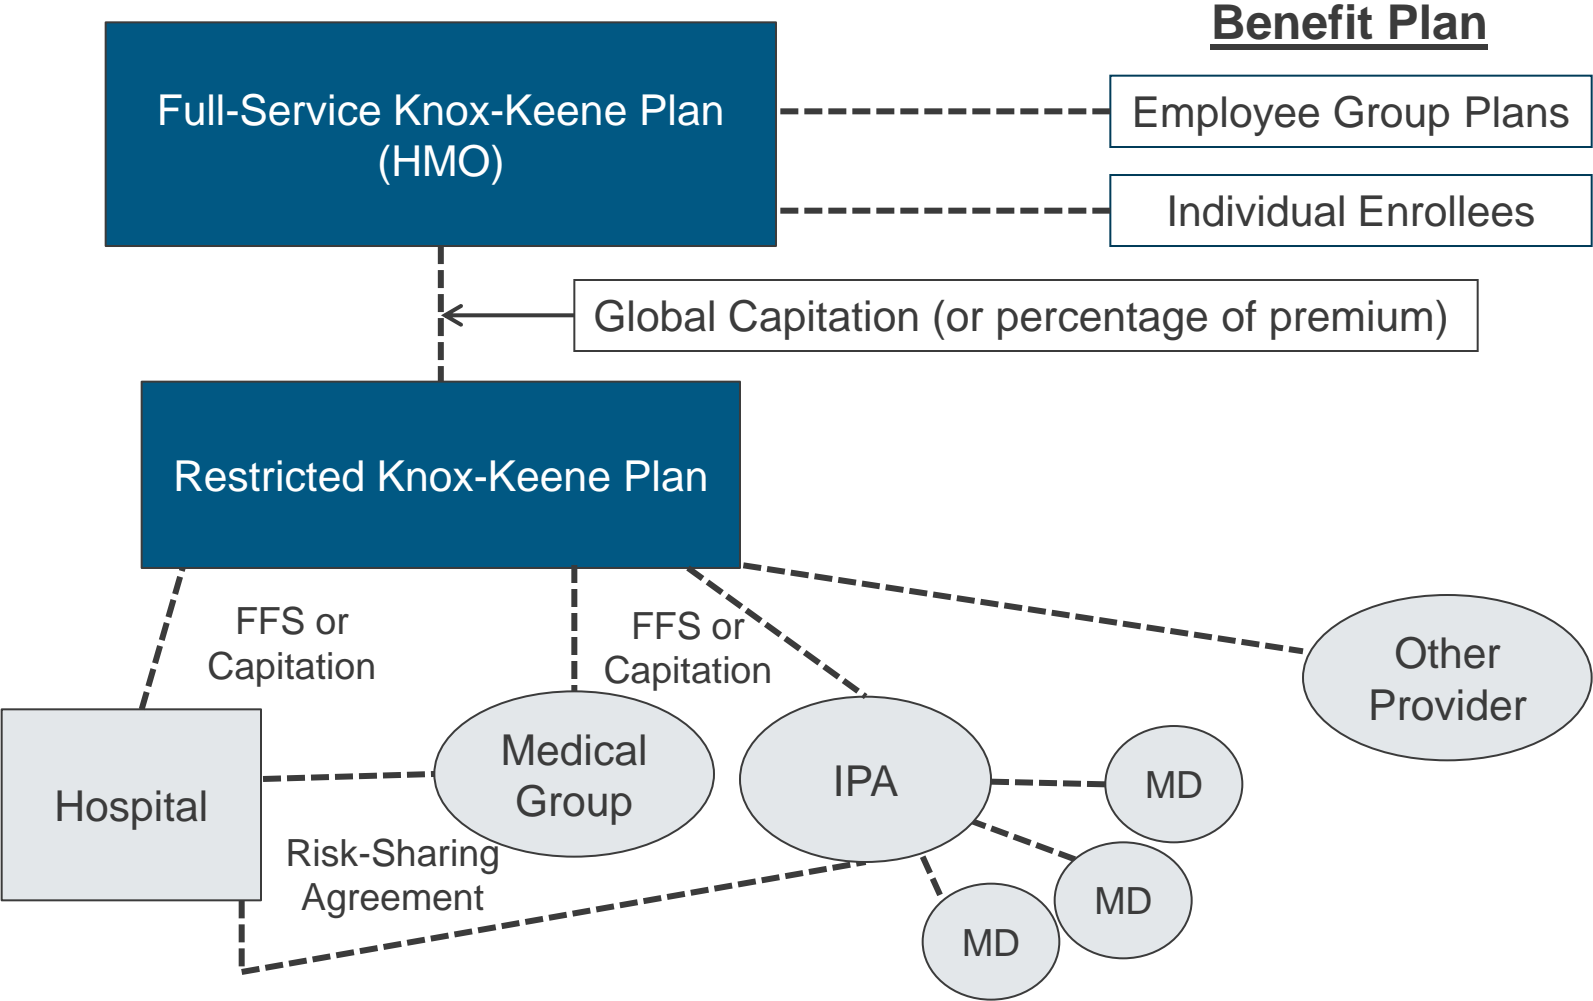 Benefit Plan
Full-Service Knox-Keene Plan
(HMO)
Employee Group Plans
Individual Enrollees
Global Capitation (or percentage of premium)
Restricted Knox-Keene Plan
FFS or
Capitation
FFS or
Capitation
Other
Provider
Hospital
Medical
Group
IPA
MD
MD
MD
Risk-Sharing
Agreement